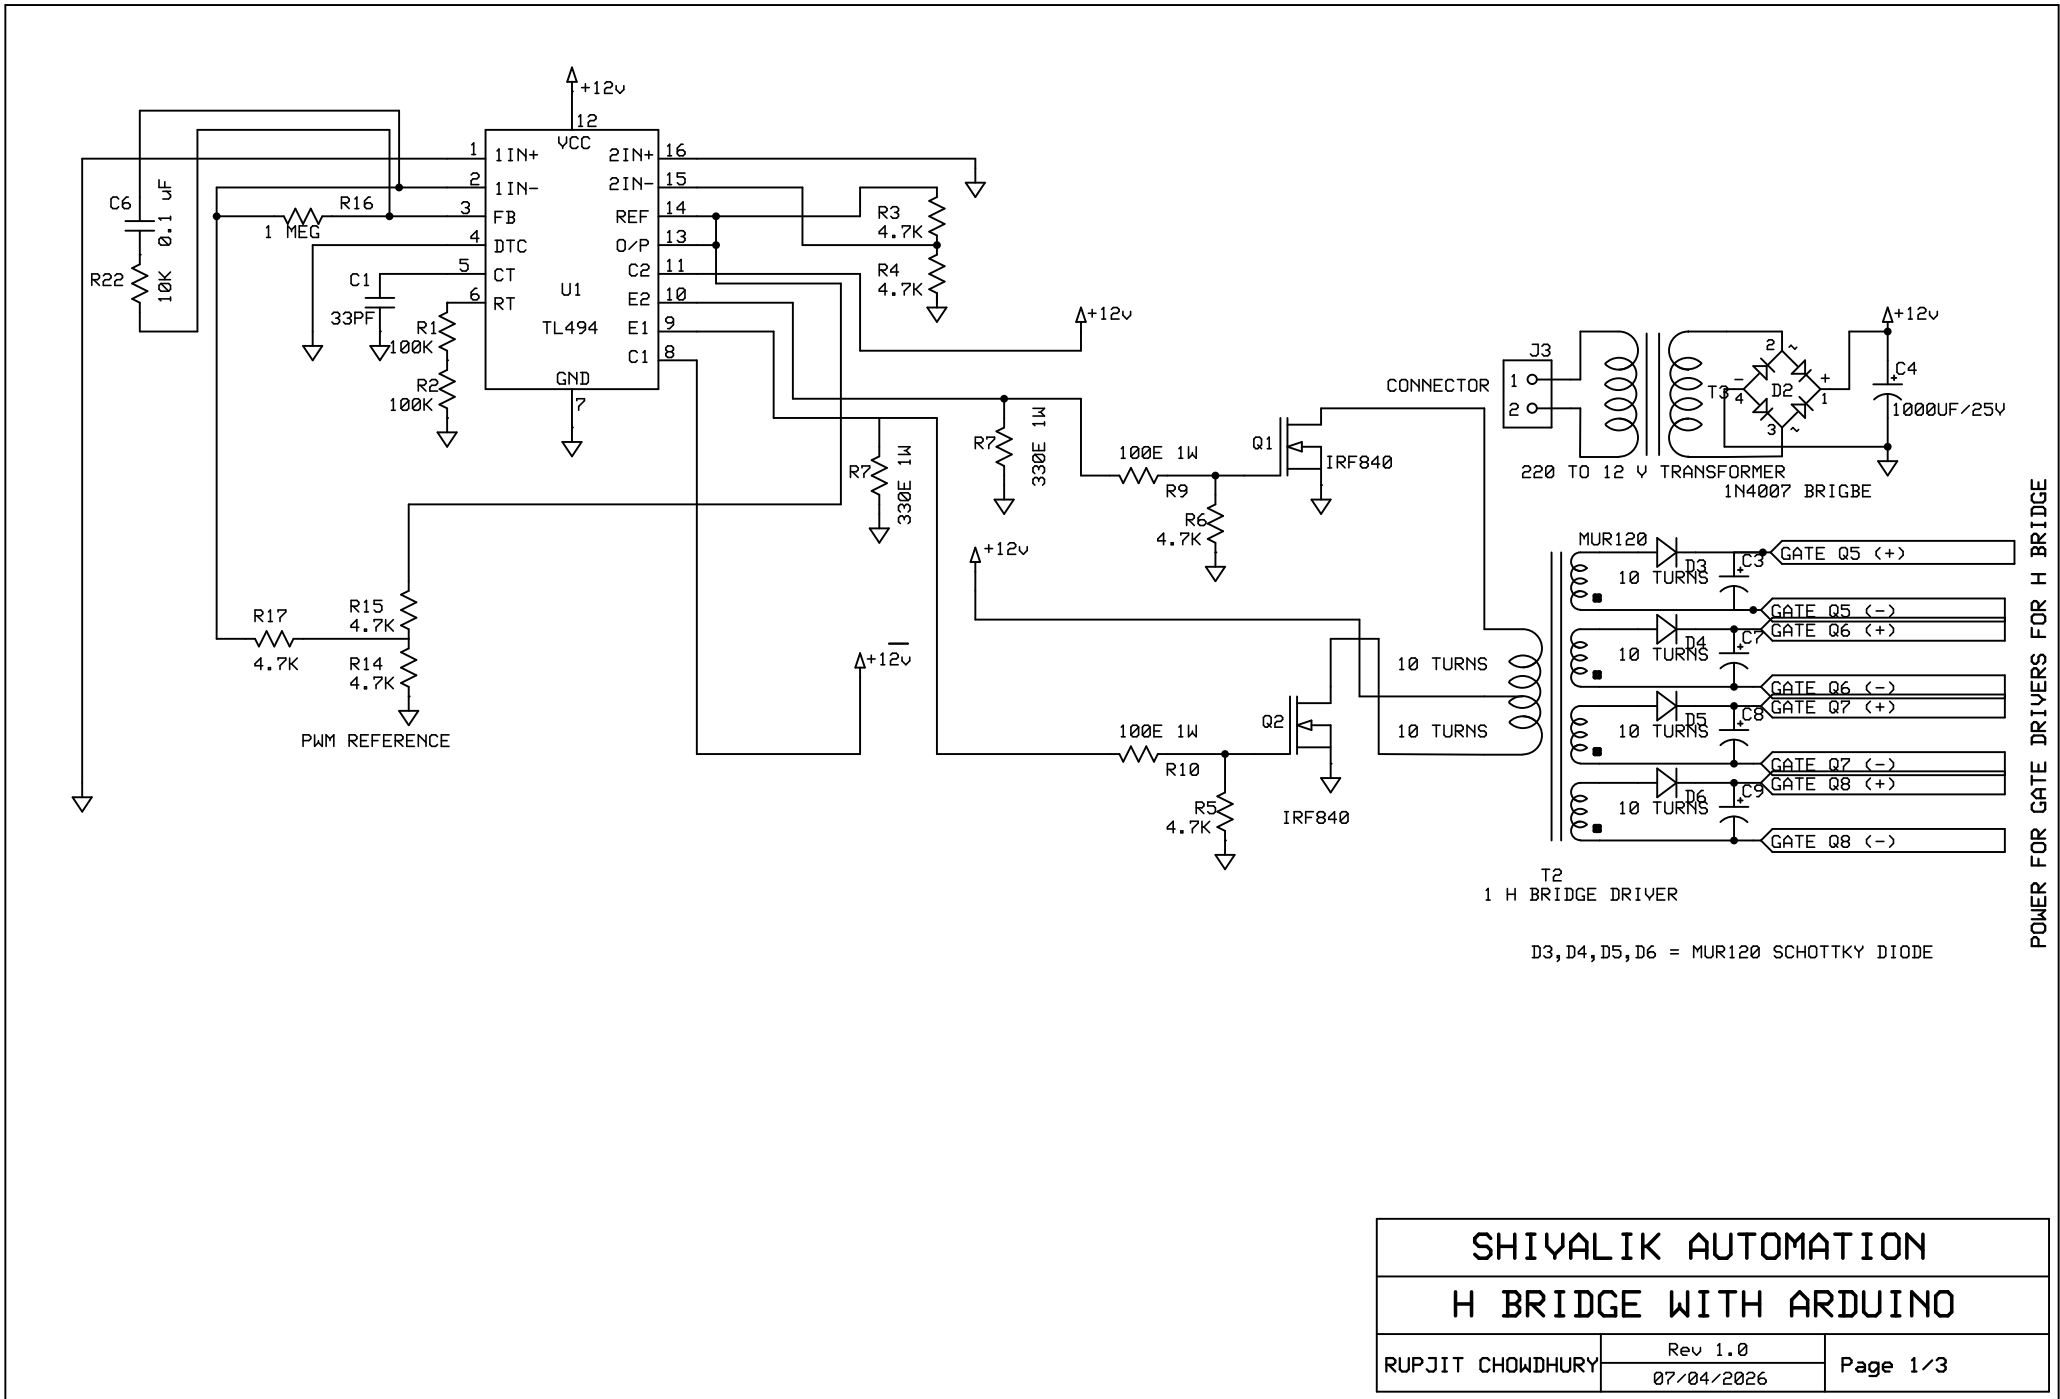 +12v
12
VCC
1
1IN+
2IN+
16
2
1IN-
2IN-
15
3
FB
REF
14
4
DTC
O/P
13
5
CT
C2
11
6
RT
E2
10
E1
9
C1
8
U1
TL494
GND
7
C6
0.1 uF
R22
10K
R16
1 MEG
C1
33PF
R1
100K
R2
100K
R3
4.7K
R4
4.7K
+12v
R7
330E 1W
R7
330E 1W
100E 1W
R9
Q1
IRF840
R6
4.7K
+12v
+12v
R17
4.7K
R15
4.7K
R14
4.7K
PWM REFERENCE
100E 1W
R10
Q2
IRF840
R5
4.7K
10 TURNS
10 TURNS
CONNECTOR
J3
1
2
220 TO 12 V TRANSFORMER
T3
2
~
-
4
D2
+
1
3
~
1N4007 BRIGBE
+12v
+
C4
1000UF/25V
MUR120
D3
10 TURNS
+
C3
GATE Q5 (+)
GATE Q5 (-)
GATE Q6 (+)
D4
10 TURNS
+
C7
GATE Q6 (-)
GATE Q7 (+)
D5
10 TURNS
+
C8
GATE Q7 (-)
GATE Q8 (+)
D6
10 TURNS
+
C9
GATE Q8 (-)
T2
1 H BRIDGE DRIVER
D3,D4,D5,D6 = MUR120 SCHOTTKY DIODE
POWER FOR GATE DRIVERS FOR H BRIDGE
SHIVALIK AUTOMATION
H BRIDGE WITH ARDUINO
RUPJIT CHOWDHURY
Rev 1.0
07/04/2026
Page 1/3